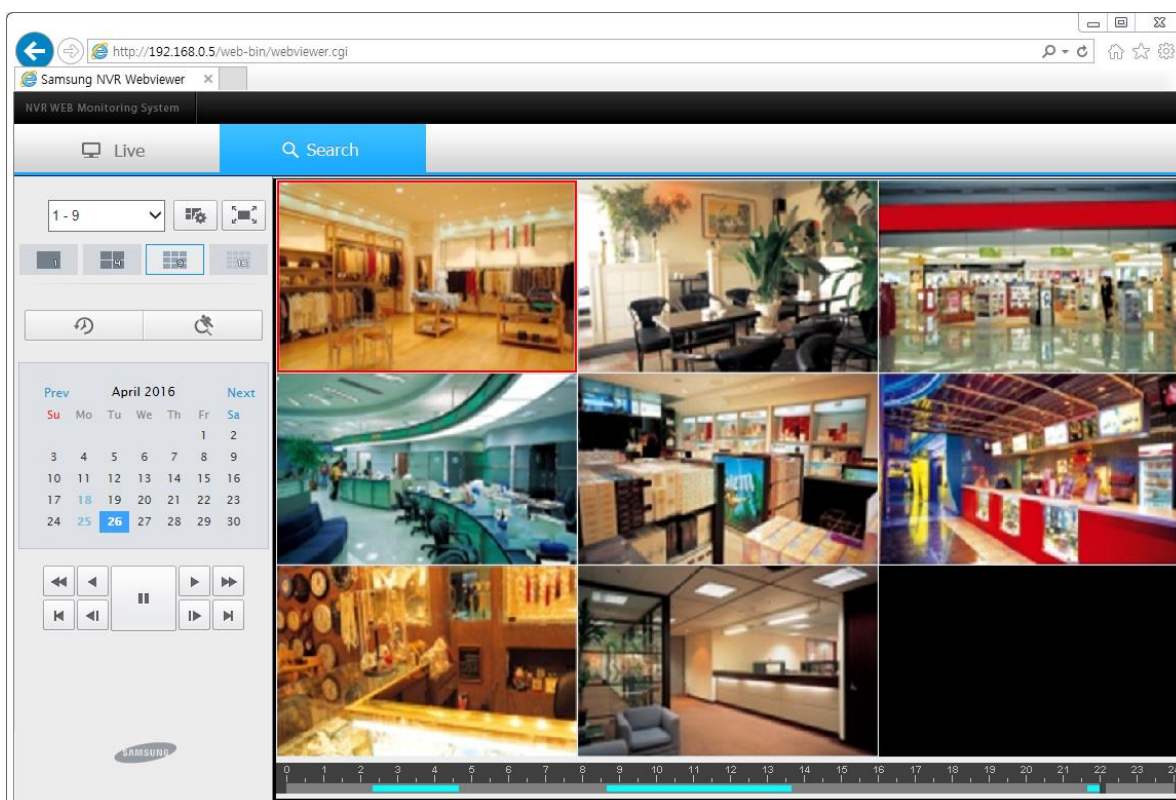 http://192.168.0.5/web-bin/webviewer.cgi
Samsung NVR Webviewer
NVR WEB Monitoring System
Live
Search
1 - 9
1 4 9 16
Prev April 2016 Next
Su Mo Tu We Th Fr Sa
1 2
3 4 5 6 7 8 9
10 11 12 13 14 15 16
17 18 19 20 21 22 23
24 25 26 27 28 29 30
SAMSUNG
0 1 2 3 4 5 6 7 8 9 10 11 12 13 14 15 16 17 18 19 20 21 22 23